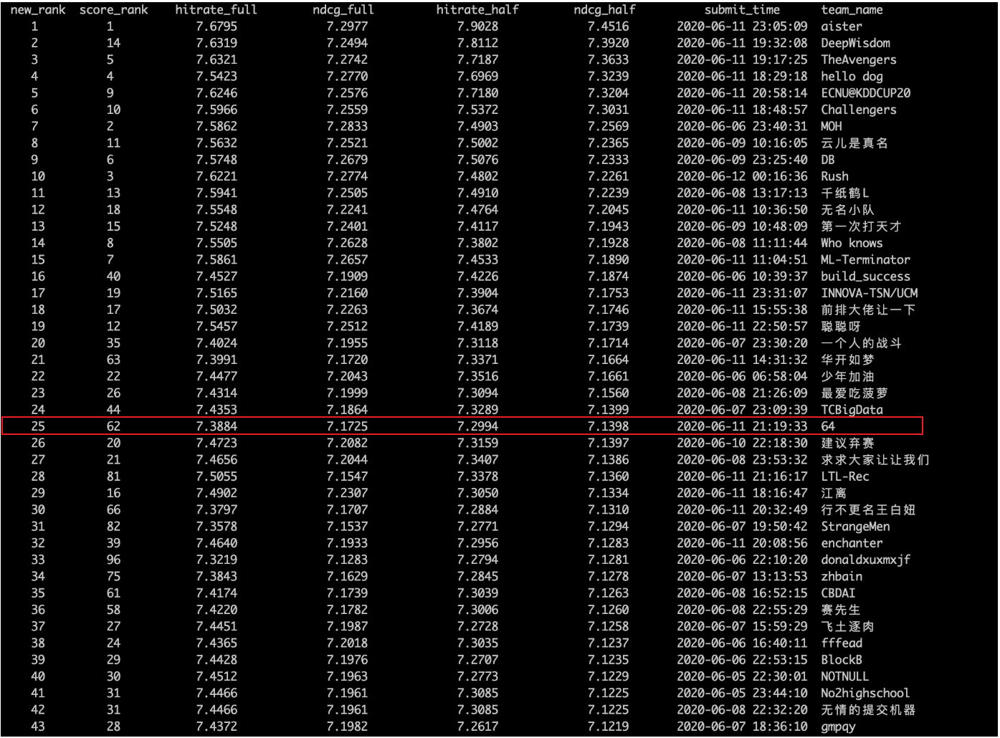 new_rank score_rank hitrate_full ndcg_full hitrate_half ndcg_half submit_time team_name
1 1 7.6795 7.2977 7.9028 7.4516 2020-06-11 23:05:09 aister
2 14 7.6319 7.2494 7.8112 7.3920 2020-06-11 19:32:08 DeepWisdom
3 5 7.6321 7.2742 7.7187 7.3633 2020-06-11 19:17:25 TheAvengers
4 4 7.5423 7.2770 7.6969 7.3239 2020-06-11 18:29:18 hello dog
5 9 7.6246 7.2576 7.7180 7.3204 2020-06-11 20:58:14 ECNU@KDDCUP20
6 10 7.5966 7.2559 7.5372 7.3031 2020-06-11 18:48:57 Challengers
7 2 7.5862 7.2833 7.4903 7.2569 2020-06-06 23:40:31 MOH
8 11 7.5632 7.2521 7.5002 7.2365 2020-06-09 10:16:05 云儿是真名
9 6 7.5748 7.2679 7.5076 7.2333 2020-06-09 23:25:40 DB
10 3 7.6221 7.2774 7.4802 7.2261 2020-06-12 00:16:36 Rush
11 13 7.5941 7.2505 7.4910 7.2239 2020-06-08 13:17:13 千纸鹤L
12 18 7.5548 7.2241 7.4764 7.2045 2020-06-11 10:36:50 无名小队
13 15 7.5248 7.2401 7.4117 7.1943 2020-06-09 10:48:09 第一次打天才
14 8 7.5505 7.2628 7.3802 7.1928 2020-06-08 11:11:44 Who knows
15 7 7.5861 7.2657 7.4533 7.1890 2020-06-11 11:04:51 ML-Terminator
16 40 7.4527 7.1909 7.4226 7.1874 2020-06-06 10:39:37 build_success
17 19 7.5165 7.2160 7.3904 7.1753 2020-06-11 23:31:07 INNOVA-TSN/UCM
18 17 7.5032 7.2263 7.3674 7.1746 2020-06-11 15:55:38 前排大佬让一下
19 12 7.5457 7.2512 7.4189 7.1739 2020-06-11 22:50:57 聪聪呀
20 35 7.4024 7.1955 7.3118 7.1714 2020-06-07 23:30:20 一个人的战斗
21 63 7.3991 7.1720 7.3371 7.1664 2020-06-11 14:31:32 华开如梦
22 22 7.4477 7.2043 7.3516 7.1661 2020-06-06 06:58:04 少年加油
23 26 7.4314 7.1999 7.3094 7.1560 2020-06-08 21:26:09 最爱吃菠萝
24 44 7.4353 7.1864 7.3289 7.1399 2020-06-07 23:09:39 TCBigData
25 62 7.3884 7.1725 7.2994 7.1398 2020-06-11 21:19:33 64
26 20 7.4723 7.2082 7.3159 7.1397 2020-06-10 22:18:30 建议弃赛
27 21 7.4656 7.2044 7.3407 7.1386 2020-06-08 23:53:32 求求大家让让我们
28 81 7.5055 7.1547 7.3378 7.1360 2020-06-11 21:16:17 LTL-Rec
29 16 7.4902 7.2307 7.3050 7.1334 2020-06-11 18:16:47 江离
30 66 7.3797 7.1707 7.2884 7.1310 2020-06-11 20:32:49 行不更名王白妞
31 82 7.3578 7.1537 7.2771 7.1294 2020-06-07 19:50:42 StrangeMen
32 39 7.4640 7.1933 7.2956 7.1283 2020-06-11 20:08:56 enchanter
33 96 7.3219 7.1283 7.2794 7.1281 2020-06-06 22:10:20 donaldxuxmxjf
34 75 7.3843 7.1629 7.2845 7.1278 2020-06-07 13:13:53 zhbain
35 61 7.4174 7.1739 7.3039 7.1263 2020-06-08 16:52:15 CBDAI
36 58 7.4220 7.1782 7.3006 7.1260 2020-06-08 22:55:29 赛先生
37 27 7.4451 7.1987 7.2728 7.1258 2020-06-07 15:59:29 飞土逐肉
38 24 7.4365 7.2018 7.3035 7.1237 2020-06-06 16:40:11 fffead
39 29 7.4428 7.1976 7.2707 7.1235 2020-06-06 22:53:15 BlockB
40 30 7.4512 7.1963 7.2773 7.1229 2020-06-05 22:30:01 NOTNULL
41 31 7.4466 7.1961 7.3085 7.1225 2020-06-05 23:44:10 No2highschool
42 31 7.4466 7.1961 7.3085 7.1225 2020-06-08 22:32:20 无情的提交机器
43 28 7.4372 7.1982 7.2617 7.1219 2020-06-07 18:36:10 gmpqy